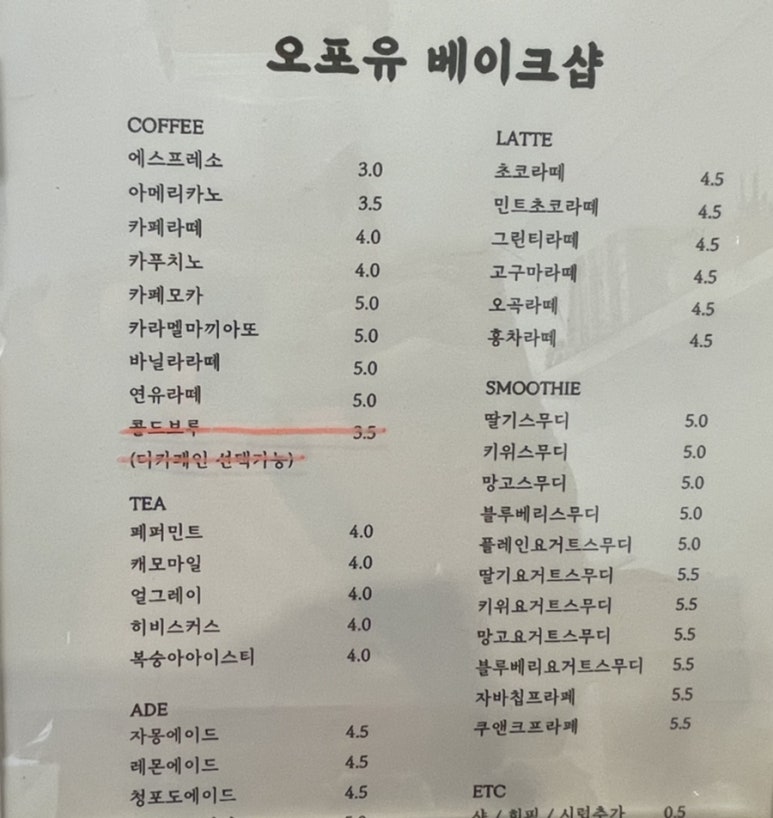 오포유 베이크샵
COFFEE
에스프레소 3.0
아메리카노 3.5
카페라떼 4.0
카푸치노 4.0
카페모카 5.0
카라멜마끼아또 5.0
바닐라라떼 5.0
연유라떼 5.0
콜드브루 3.5
(디카페인 선택가능)
TEA
페퍼민트 4.0
캐모마일 4.0
얼그레이 4.0
히비스커스 4.0
복숭아아이스티 4.0
ADE
자몽에이드 4.5
레몬에이드 4.5
청포도에이드 4.5
LATTE
초코라떼 4.5
민트초코라떼 4.5
그린티라떼 4.5
고구마라떼 4.5
오곡라떼 4.5
홍차라떼 4.5
SMOOTHIE
딸기스무디 5.0
키위스무디 5.0
망고스무디 5.0
블루베리스무디 5.0
플레인요거트스무디 5.0
딸기요거트스무디 5.5
키위요거트스무디 5.5
망고요거트스무디 5.5
블루베리요거트스무디 5.5
자바칩프라페 5.5
쿠앤크프라페 5.5
ETC
샷 / 휘핑 / 시럽추가 0.5